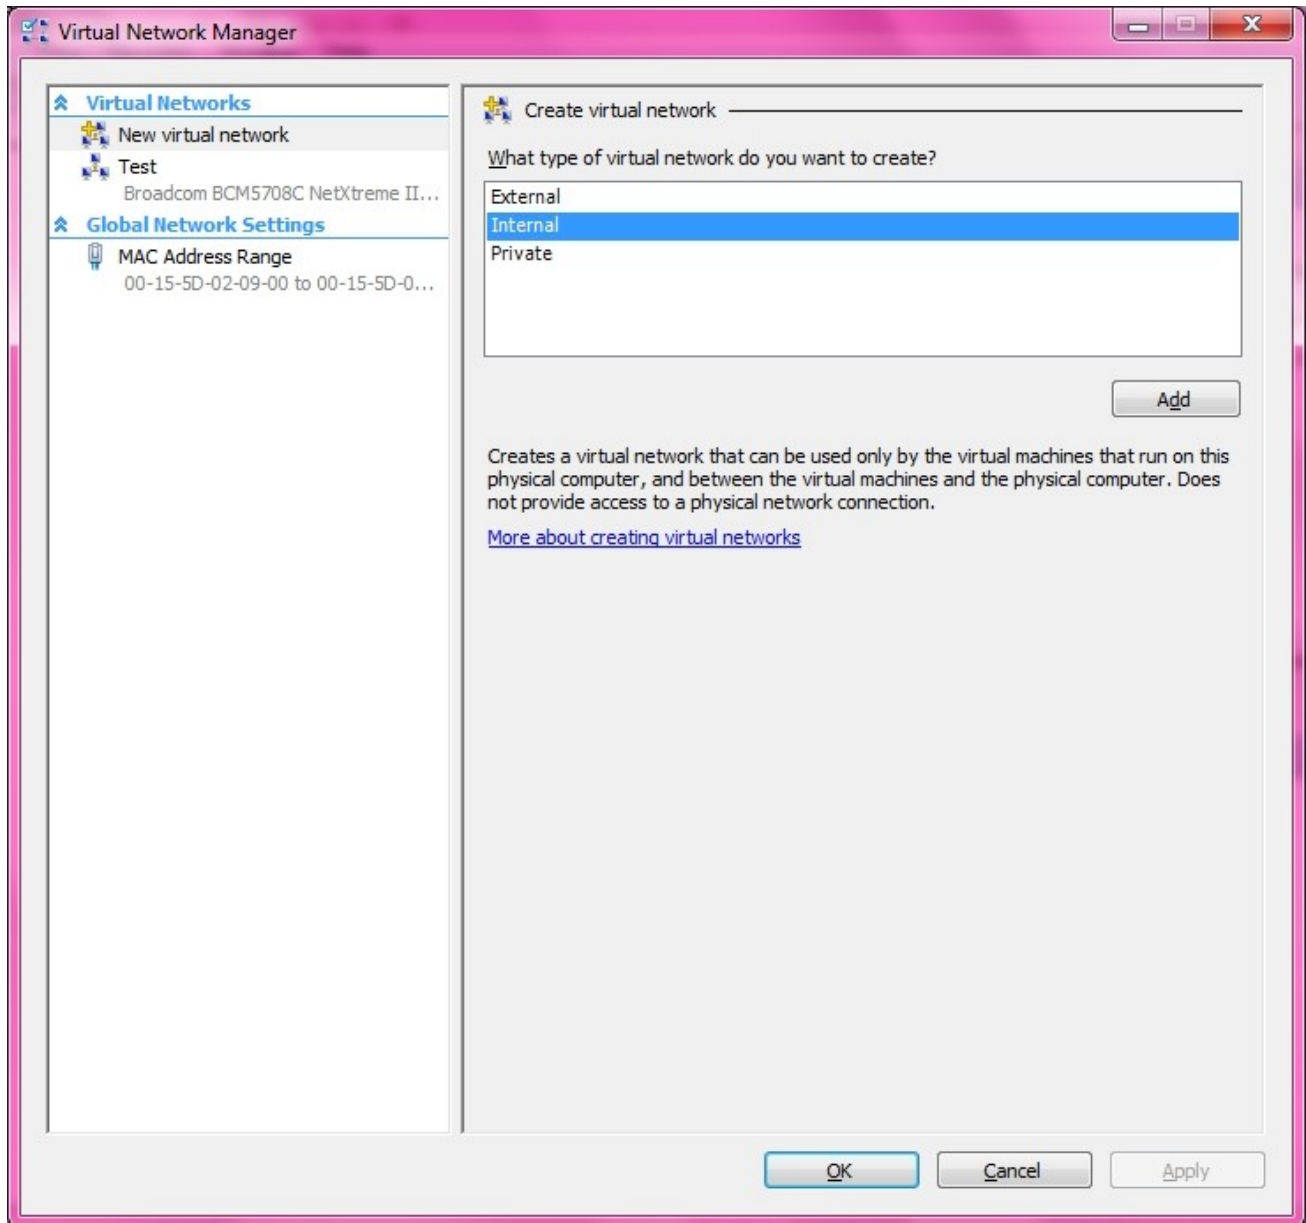 Virtual Network Manager
Virtual Networks
New virtual network
Test
Broadcom BCM5708C NetXtreme II...
Global Network Settings
MAC Address Range
00-15-5D-02-09-00 to 00-15-5D-0...
Create virtual network
What type of virtual network do you want to create?
External
Internal
Private
Add
Creates a virtual network that can be used only by the virtual machines that run on this
physical computer, and between the virtual machines and the physical computer. Does
not provide access to a physical network connection.
More about creating virtual networks
OK
Cancel
Apply